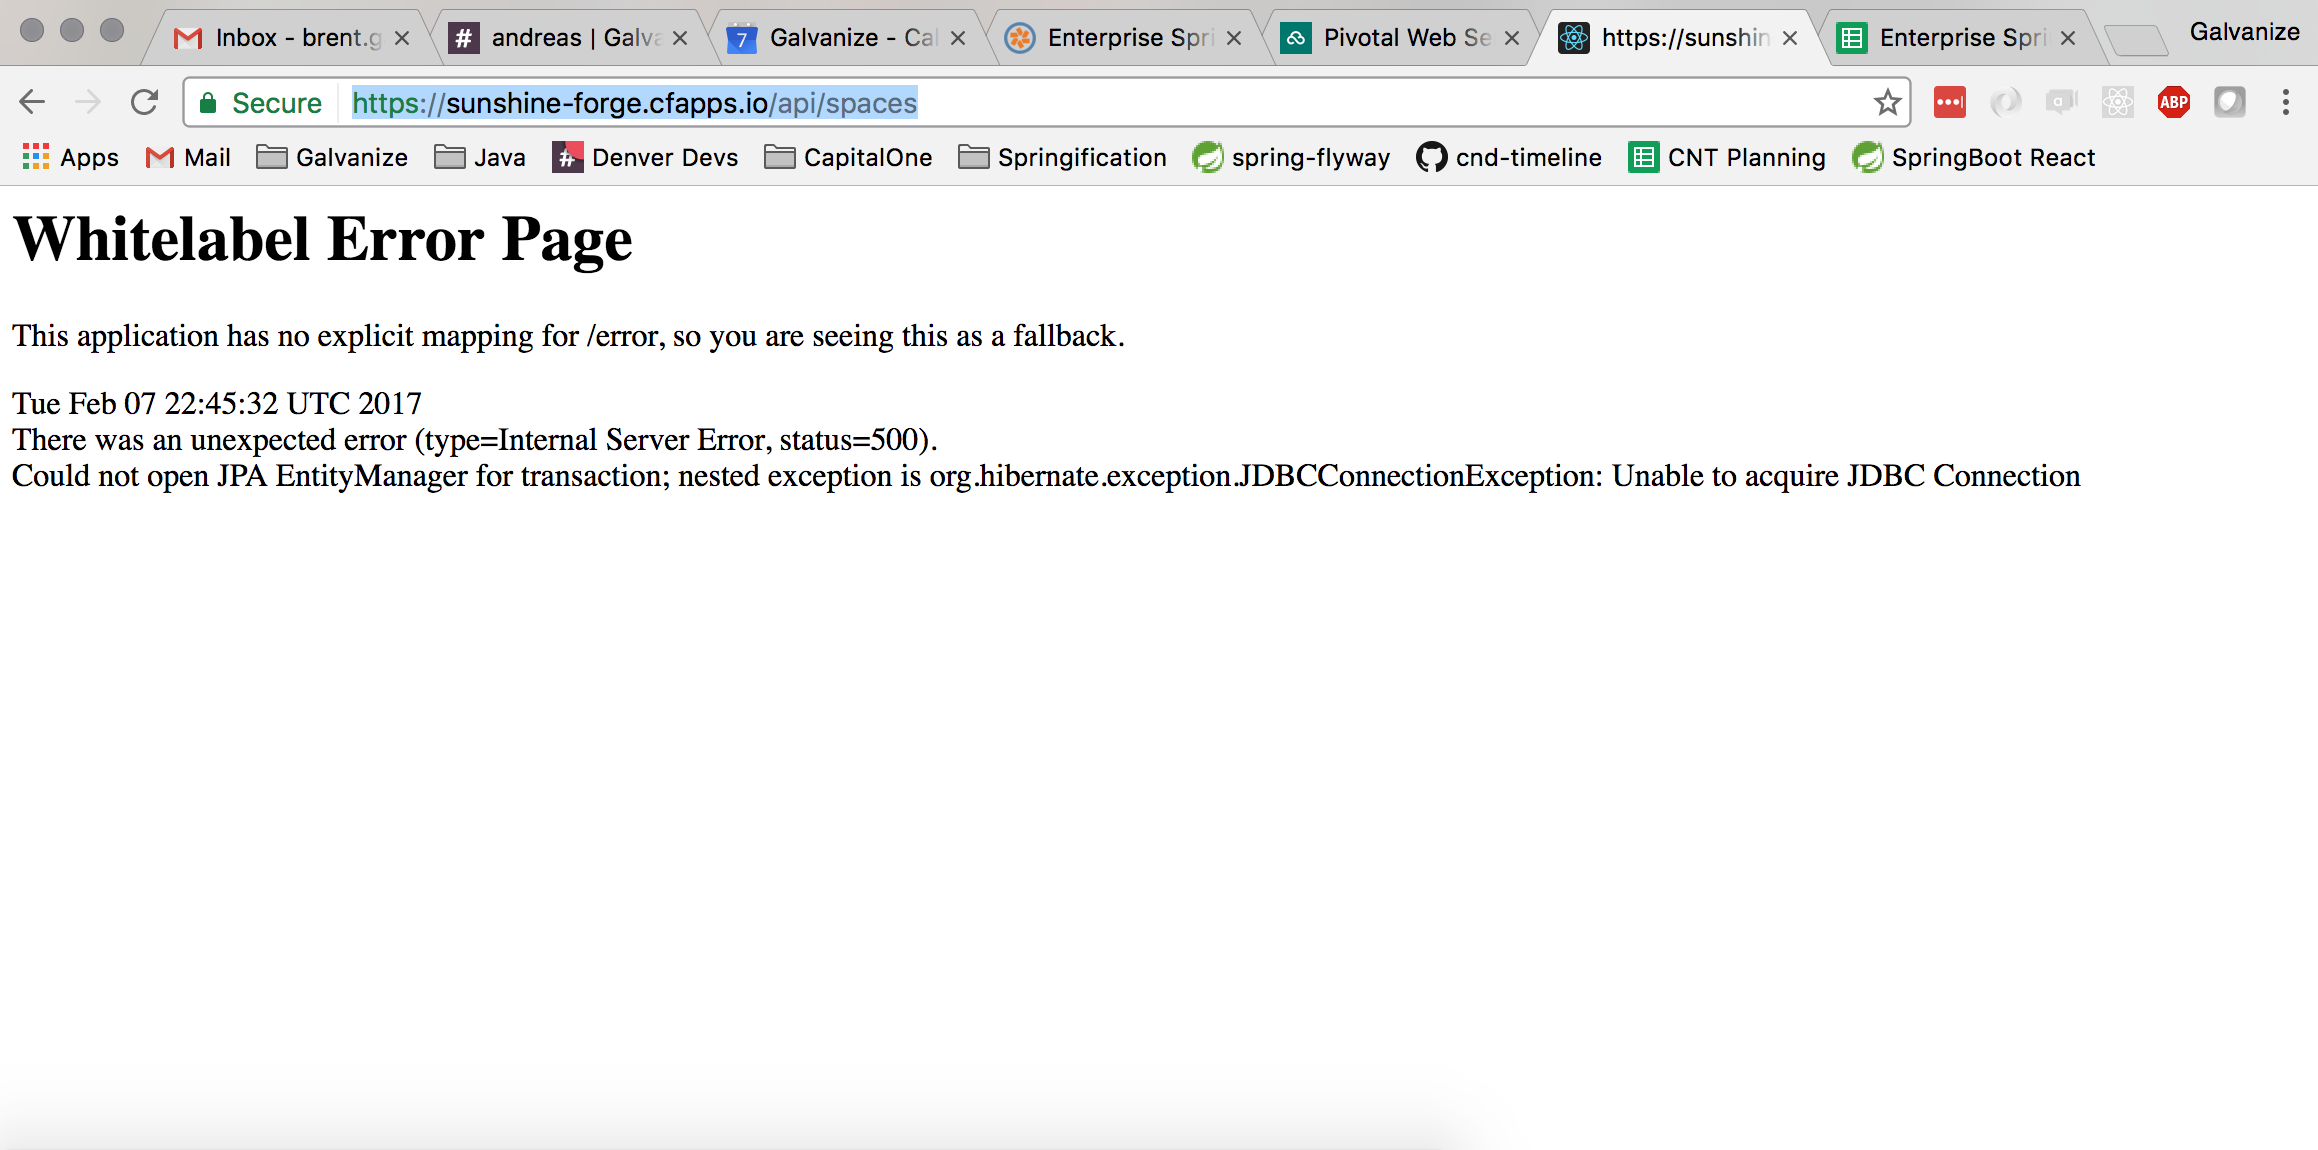 Inbox - brent.g
andreas | Galva
7
Galvanize - Cal
Enterprise Spri
Pivotal Web Se
https://sunshin
Enterprise Spri
Galvanize
Secure https://sunshine-forge.cfapps.io/api/spaces
ABP
Apps Mail Galvanize Java Denver Devs CapitalOne Springification spring-flyway cnd-timeline CNT Planning SpringBoot React
Whitelabel Error Page
This application has no explicit mapping for /error, so you are seeing this as a fallback.
Tue Feb 07 22:45:32 UTC 2017
There was an unexpected error (type=Internal Server Error, status=500).
Could not open JPA EntityManager for transaction; nested exception is org.hibernate.exception.JDBCConnectionException: Unable to acquire JDBC Connection